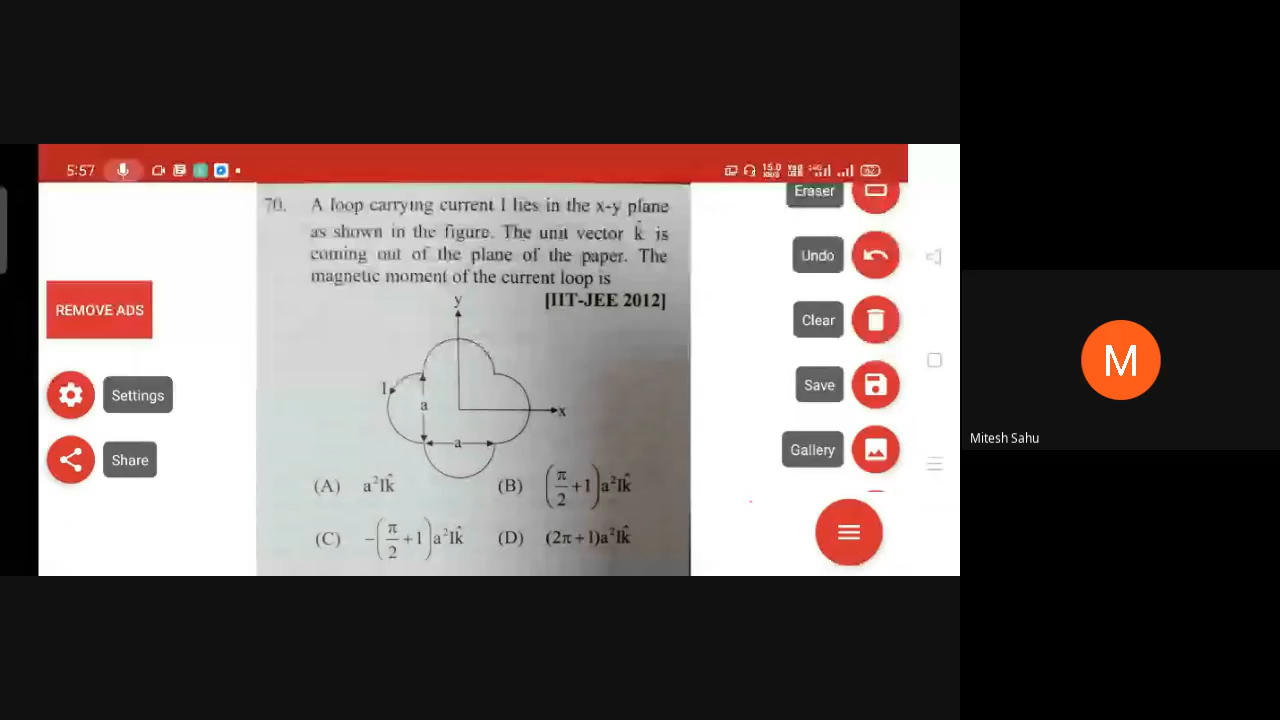 5:57
15.0
KB/S
REMOVE ADS
Settings
Share
70. A loop carrying current I lies in the x-y plane
as shown in the figure. The unit vector k̂ is
coming out of the plane of the paper. The
magnetic moment of the current loop is
[IIT-JEE 2012]
y
I
a
x
a
(A) a²Ik̂ (B) (π/2 +1)a²Ik̂
(C) -(π/2 +1)a²Ik̂ (D) (2π+1)a²Ik̂
Eraser
Undo
Clear
Save
Gallery
M
Mitesh Sahu